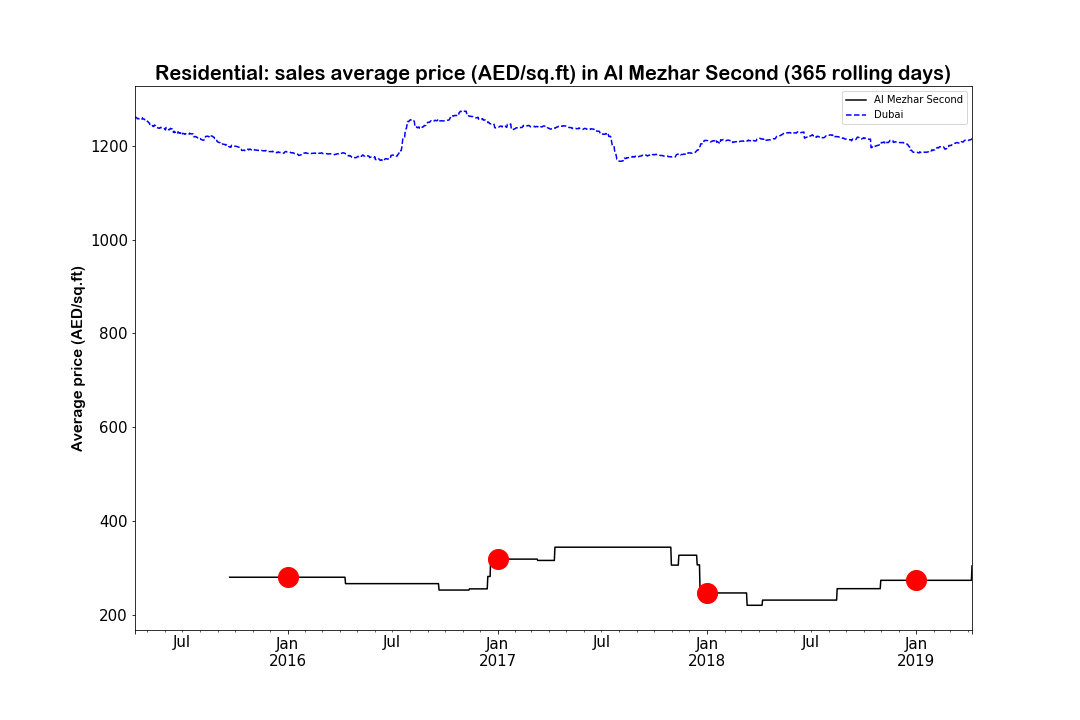 Residential: sales average price (AED/sq.ft) in Al Mezhar Second (365 rolling days)
Al Mezhar Second
Dubai
1200
1000
800
600
400
200
Average price (AED/sq.ft)
Jul Jan Jul Jan Jul Jan Jul Jan
2016 2017 2018 2019